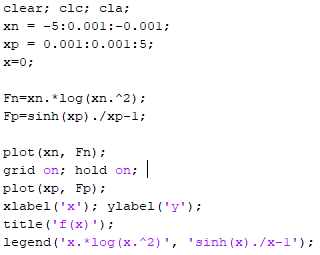 clear; clc; cla;
xn = -5:0.001:-0.001;
xp = 0.001:0.001:5;
x=0;
Fn=xn.*log(xn.^2);
Fp=sinh(xp)./xp-1;
plot(xn, Fn);
grid on; hold on;
plot(xp, Fp);
xlabel('x'); ylabel('y');
title('f(x)');
legend('x.*log(x.^2)', 'sinh(x)./x-1');